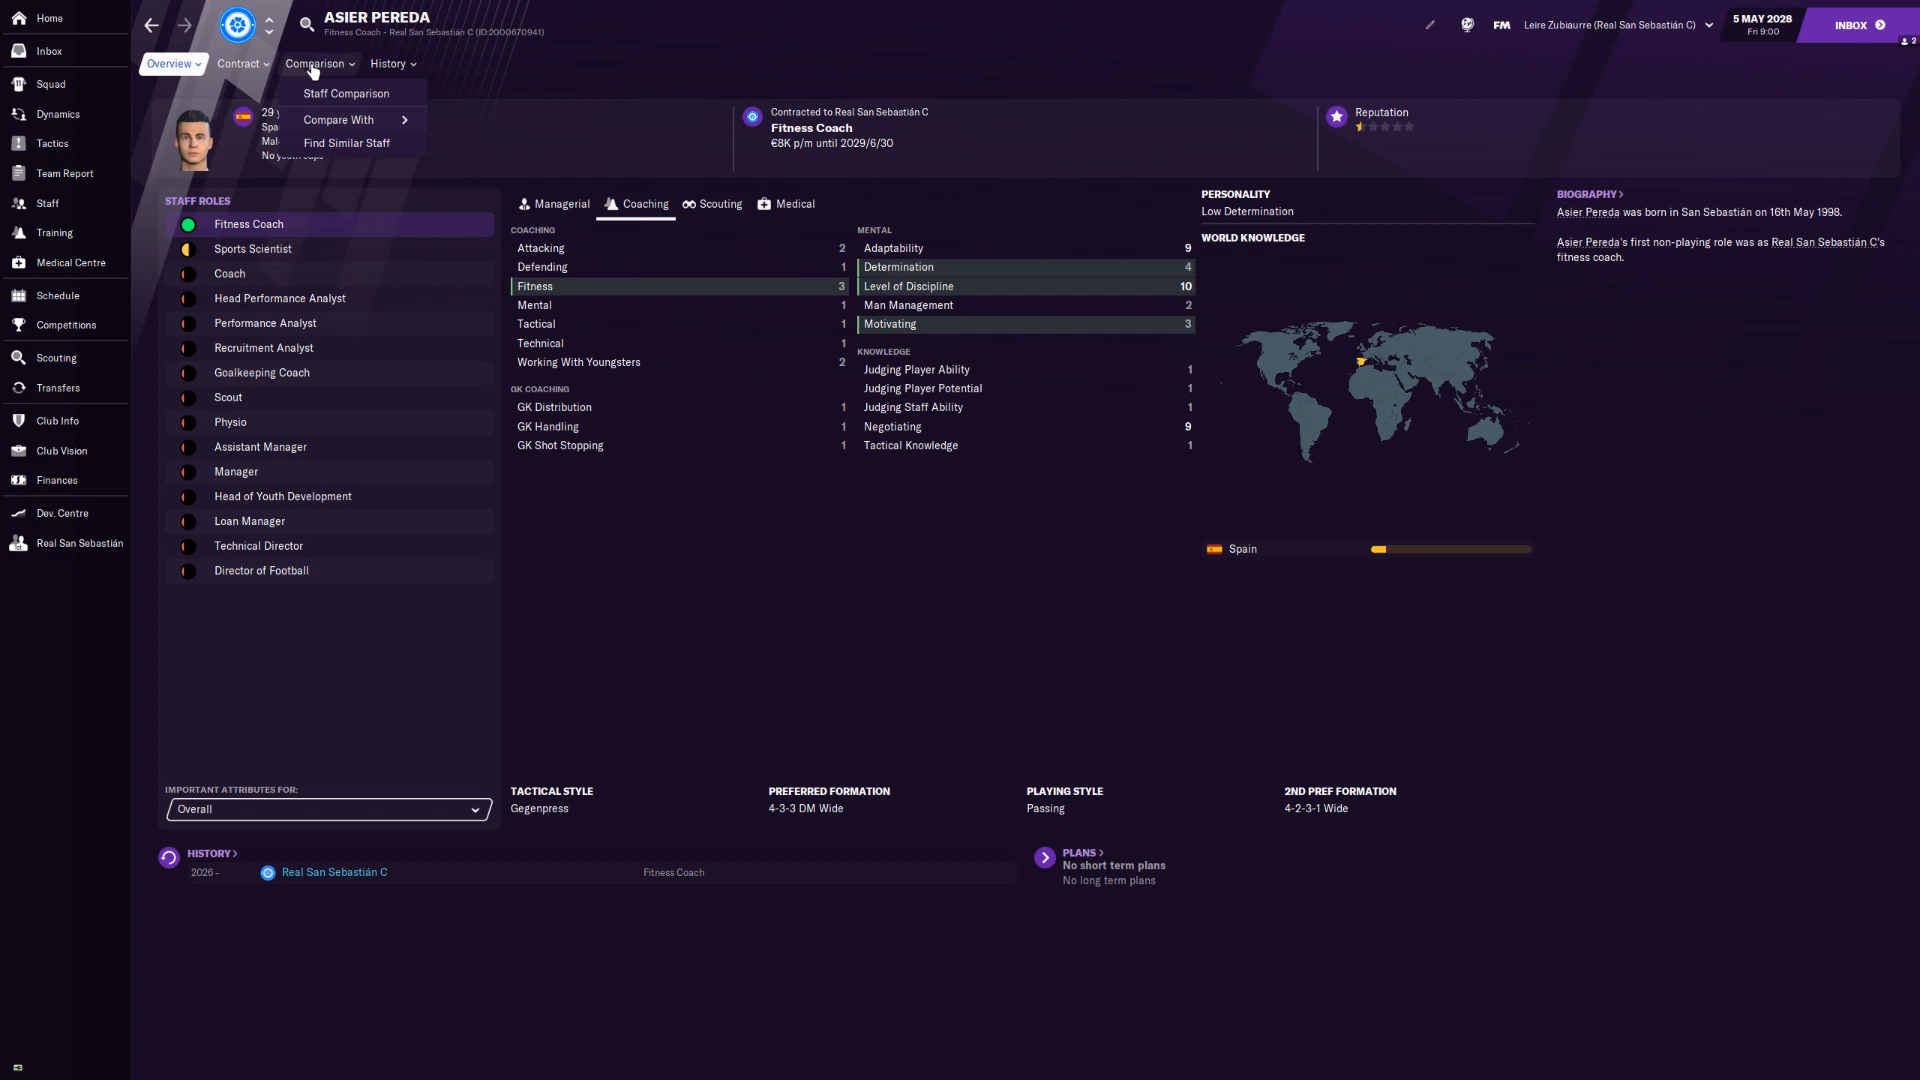 Home
Inbox
Squad
Dynamics
Tactics
Team Report
Staff
Training
Medical Centre
Schedule
Competitions
Scouting
Transfers
Club Info
Club Vision
Finances
Dev. Centre
Real San Sebastián
ASIER PEREDA
Fitness Coach - Real San Sebastián C (ID:2000670941)
FM
Leire Zubiaurre (Real San Sebastián C)
5 MAY 2028
Fri 9:00
INBOX
2
Overview
Contract
Comparison
History
Staff Comparison
Compare With
Find Similar Staff
29 y
Spa
Mal
No youth caps
Contracted to Real San Sebastián C
Fitness Coach
€8K p/m until 2029/6/30
Reputation
STAFF ROLES
Fitness Coach
Sports Scientist
Coach
Head Performance Analyst
Performance Analyst
Recruitment Analyst
Goalkeeping Coach
Scout
Physio
Assistant Manager
Manager
Head of Youth Development
Loan Manager
Technical Director
Director of Football
IMPORTANT ATTRIBUTES FOR:
Overall
Managerial
Coaching
Scouting
Medical
COACHING
Attacking 2
Defending 1
Fitness 3
Mental 1
Tactical 1
Technical 1
Working With Youngsters 2
GK COACHING
GK Distribution 1
GK Handling 1
GK Shot Stopping 1
MENTAL
Adaptability 9
Determination 4
Level of Discipline 10
Man Management 2
Motivating 3
KNOWLEDGE
Judging Player Ability 1
Judging Player Potential 1
Judging Staff Ability 1
Negotiating 9
Tactical Knowledge 1
PERSONALITY
Low Determination
WORLD KNOWLEDGE
Spain
BIOGRAPHY >
Asier Pereda was born in San Sebastián on 16th May 1998.
Asier Pereda's first non-playing role was as Real San Sebastián C's
fitness coach.
TACTICAL STYLE
Gegenpress
PREFERRED FORMATION
4-3-3 DM Wide
PLAYING STYLE
Passing
2ND PREF FORMATION
4-2-3-1 Wide
HISTORY >
2026 - Real San Sebastián C Fitness Coach
PLANS >
No short term plans
No long term plans